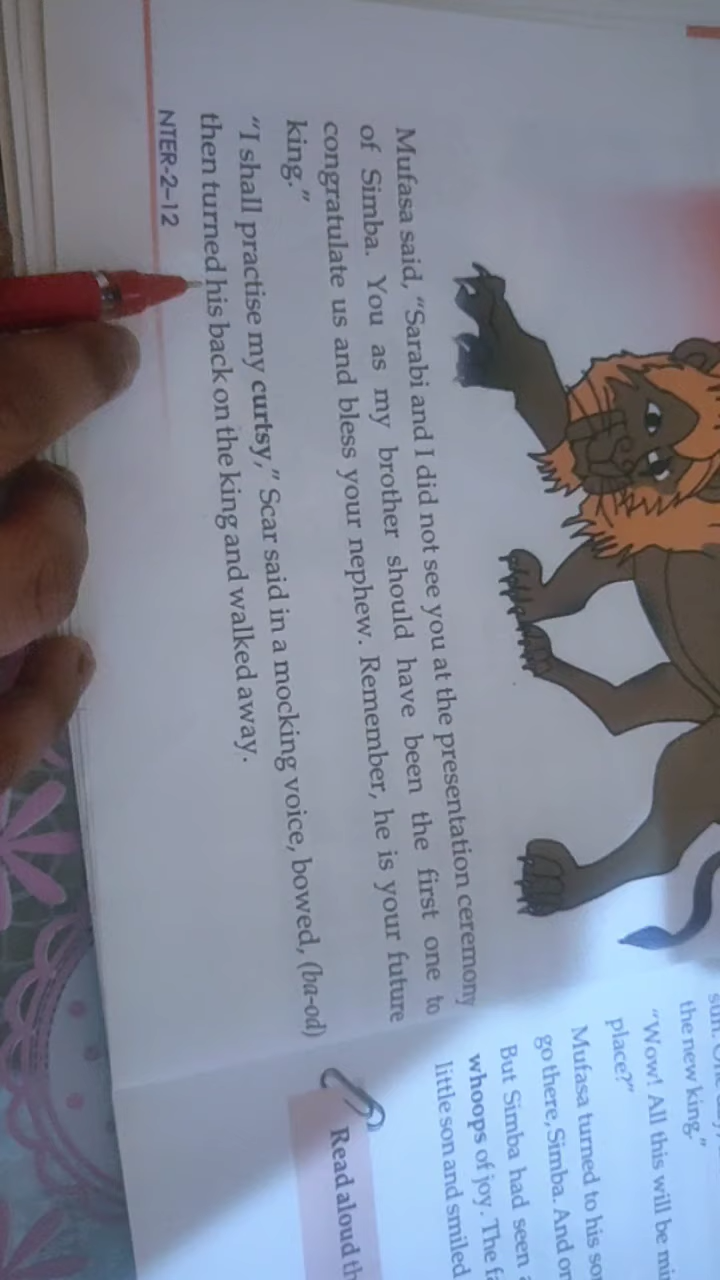 Mufasa said, "Sarabi and I did not see you at the presentation ceremony
of Simba. You as my brother should have been the first one to
congratulate us and bless your nephew. Remember, he is your future
king."
"I shall practise my curtsy," Scar said in a mocking voice, bowed, (ba-od)
then turned his back on the king and walked away.
NTER-2–12
the new king."
"Wow! All this will be
place?"
Mufasa turned to his
go there, Simba. And
But Simba had seen
whoops of joy. The
little son and smiled
Read aloud